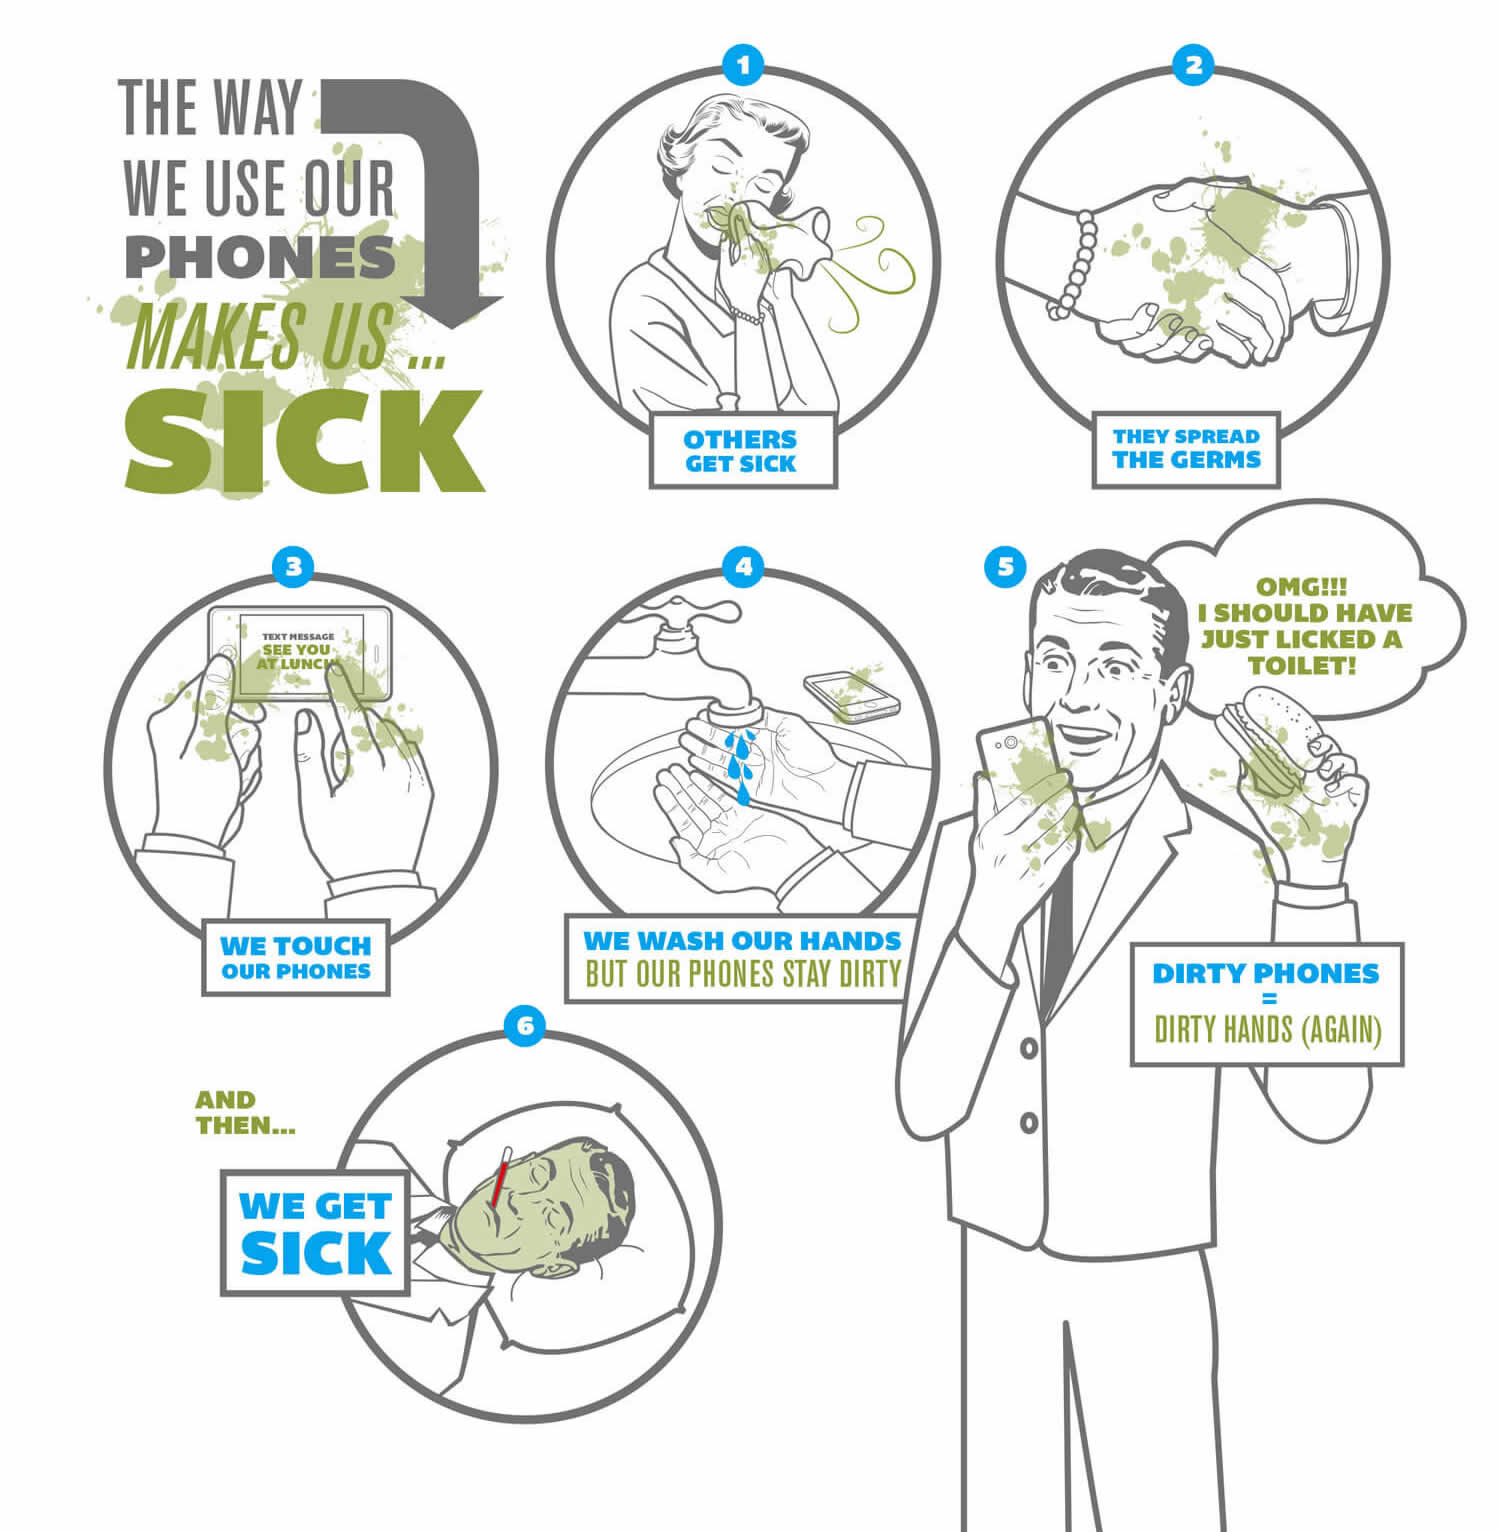 THE WAY
WE USE OUR
PHONES
MAKES US ...
SICK
1
OTHERS
GET SICK
2
THEY SPREAD
THE GERMS
3
TEXT MESSAGE
SEE YOU
AT LUNCH
WE TOUCH
OUR PHONES
4
WE WASH OUR HANDS
BUT OUR PHONES STAY DIRTY
5
OMG!!!
I SHOULD HAVE
JUST LICKED A
TOILET!
DIRTY PHONES
=
DIRTY HANDS (AGAIN)
6
AND
THEN...
WE GET
SICK